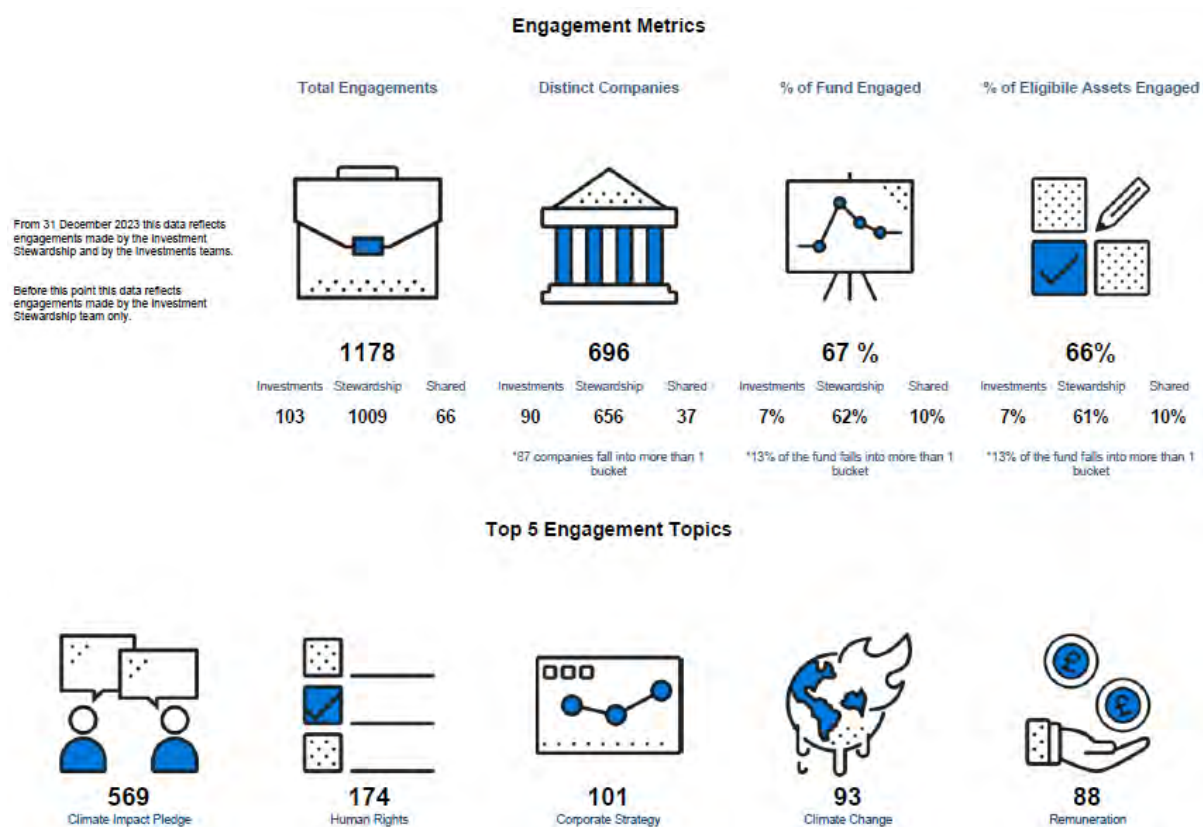 Engagement Metrics
Total Engagements
Distinct Companies
% of Fund Engaged
% of Eligibile Assets Engaged
From 31 December 2023 this data reflects
engagements made by the Investment
Stewardship and by the Investments teams.
Before this point this data reflects
engagements made by the Investment
Stewardship team only.
1178
696
67 %
66%
Investments Stewardship Shared
103 1009 66
Investments Stewardship Shared
90 656 37
*87 companies fall into more than 1
bucket
Investments Stewardship Shared
7% 62% 10%
*13% of the fund falls into more than 1
bucket
Investments Stewardship Shared
7% 61% 10%
*13% of the fund falls into more than 1
bucket
Top 5 Engagement Topics
£
£
569
Climate Impact Pledge
174
Human Rights
101
Corporate Strategy
93
Climate Change
88
Remuneration